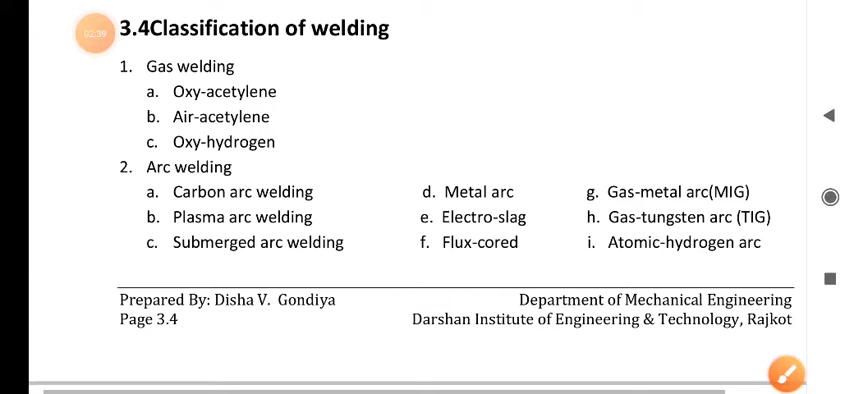 02:39
3.4Classification of welding
1. Gas welding
a. Oxy-acetylene
b. Air-acetylene
c. Oxy-hydrogen
2. Arc welding
a. Carbon arc welding d. Metal arc g. Gas-metal arc(MIG)
b. Plasma arc welding e. Electro-slag h. Gas-tungsten arc (TIG)
c. Submerged arc welding f. Flux-cored i. Atomic-hydrogen arc
Prepared By: Disha V. Gondiya Department of Mechanical Engineering
Page 3.4 Darshan Institute of Engineering & Technology, Rajkot